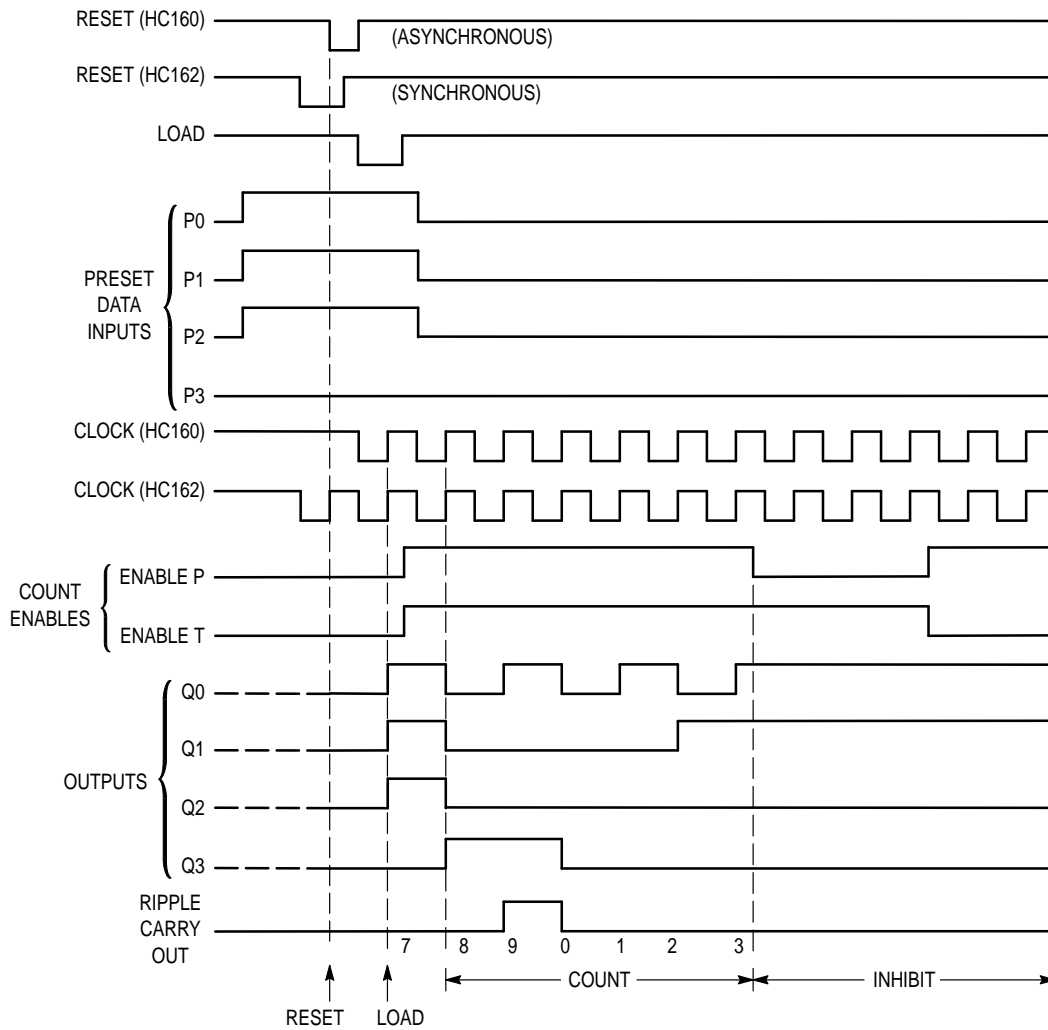 RESET (HC160)
(ASYNCHRONOUS)
RESET (HC162)
(SYNCHRONOUS)
LOAD
P0
P1
PRESET
DATA
INPUTS
P2
P3
CLOCK (HC160)
CLOCK (HC162)
ENABLE P
COUNT
ENABLES
ENABLE T
Q0
Q1
OUTPUTS
Q2
Q3
RIPPLE
CARRY
OUT
7 8 9 0 1 2 3
COUNT
INHIBIT
RESET LOAD